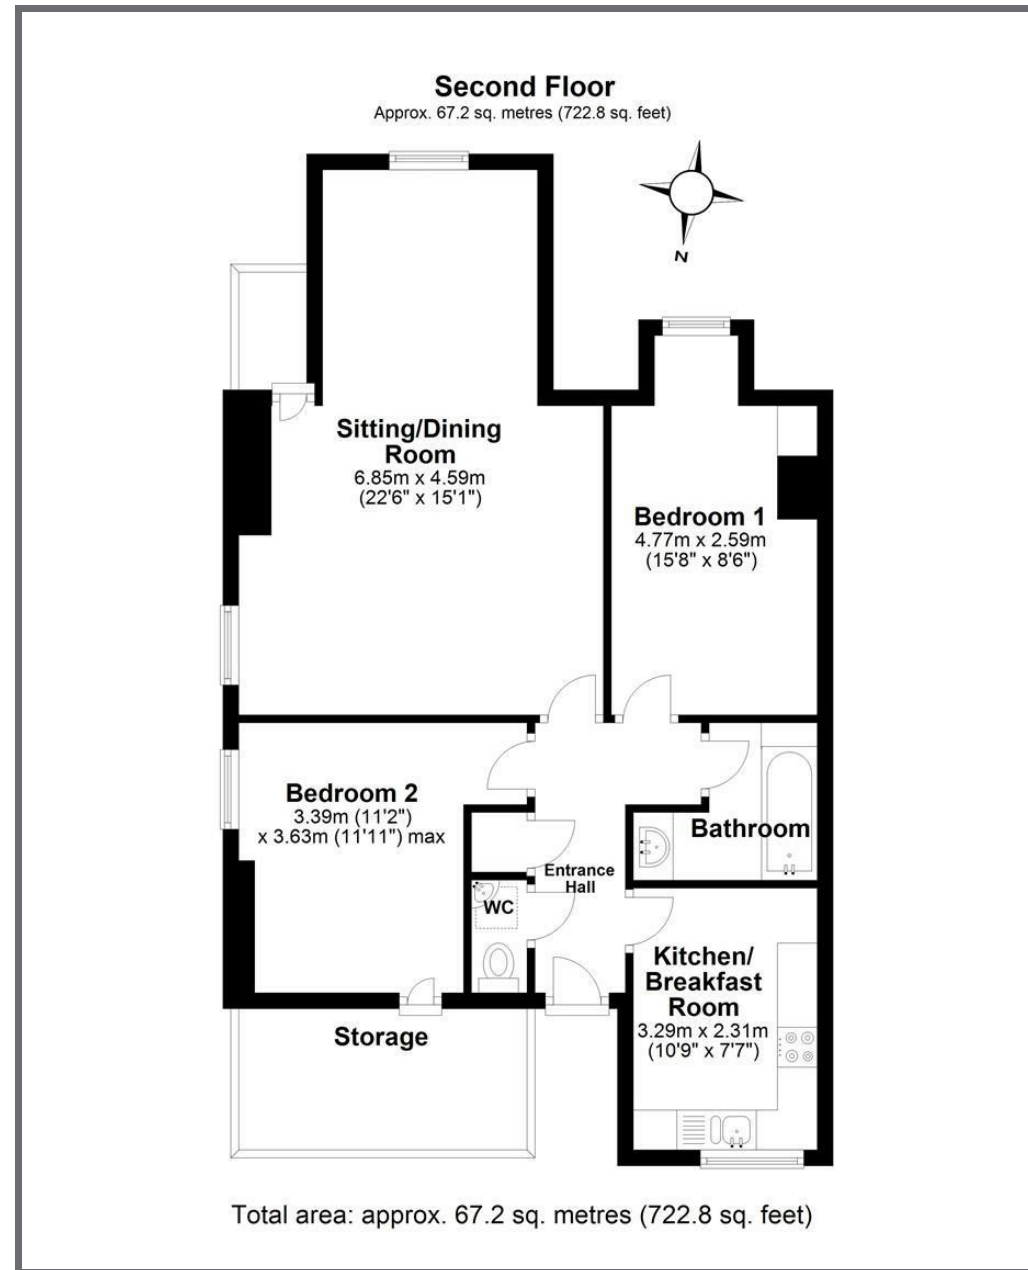 Second Floor
Approx. 67.2 sq. metres (722.8 sq. feet)
N
Sitting/Dining
Room
6.85m x 4.59m
(22'6" x 15'1")
Bedroom 1
4.77m x 2.59m
(15'8" x 8'6")
Bedroom 2
3.39m (11'2")
x 3.63m (11'11") max
Bathroom
Entrance
Hall
WC
Kitchen/
Breakfast
Room
3.29m x 2.31m
(10'9" x 7'7")
Storage
Total area: approx. 67.2 sq. metres (722.8 sq. feet)